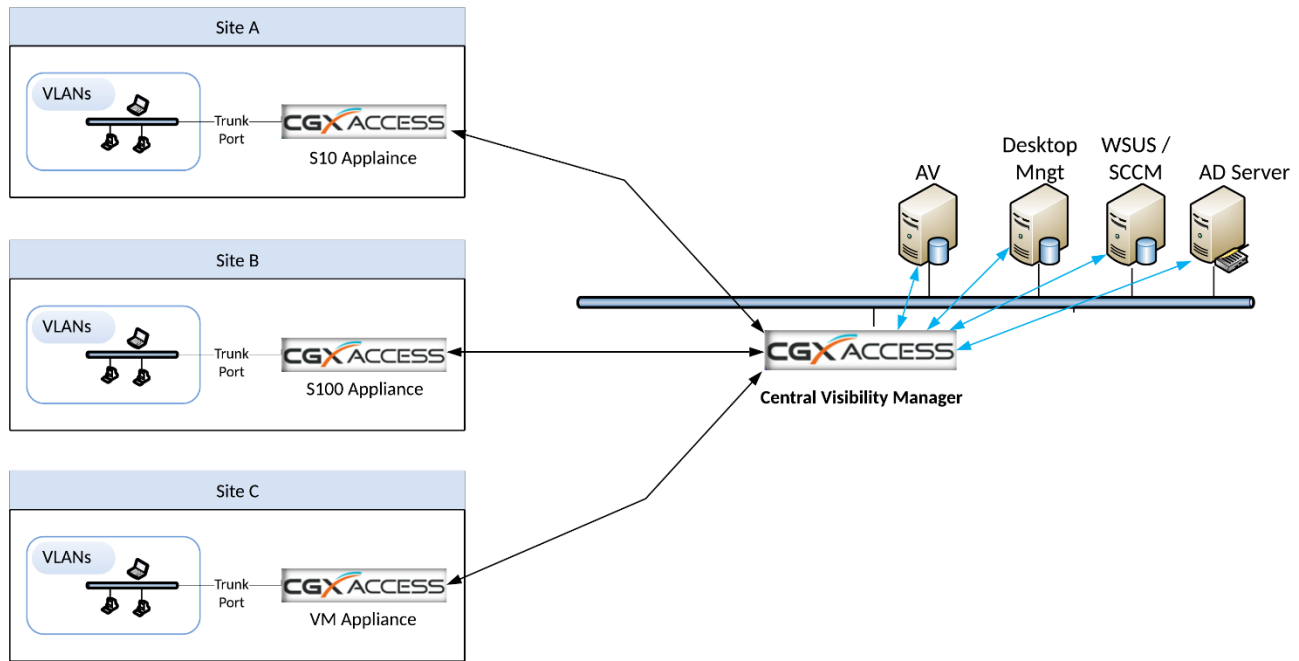 Site A
VLANs
Trunk
Port
CGX ACCESS
S10 Applaince
Site B
VLANs
Trunk
Port
CGX ACCESS
S100 Appliance
Site C
VLANs
Trunk
Port
CGX ACCESS
VM Appliance
AV
Desktop
Mngt
WSUS /
SCCM
AD Server
CGX ACCESS
Central Visibility Manager